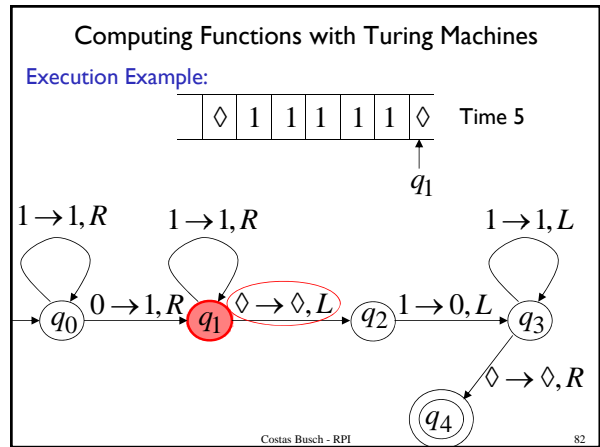 Computing Functions with Turing Machines
Execution Example:
◊ 1 1 1 1 1 ◊ Time 5
q₁
1 → 1, R 1 → 1, R 1 → 1, L
q₀ 0 → 1, R q₁ ◊ → ◊, L q₂ 1 → 0, L q₃
◊ → ◊, R
q₄
Costas Busch - RPI 82